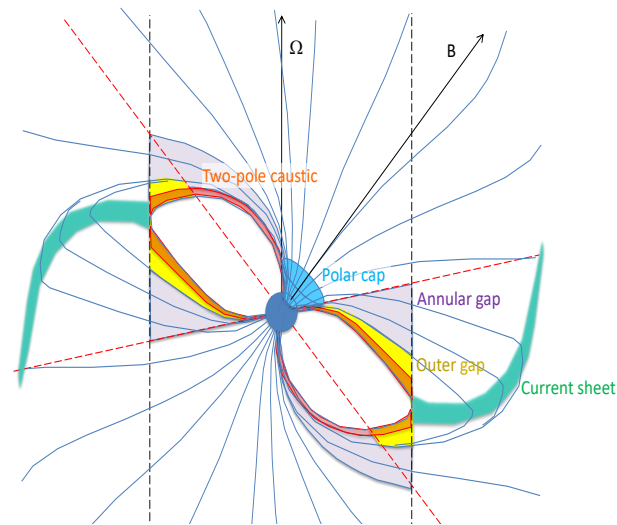 Ω
B
Two-pole caustic
Polar cap
Annular gap
Outer gap
Current sheet